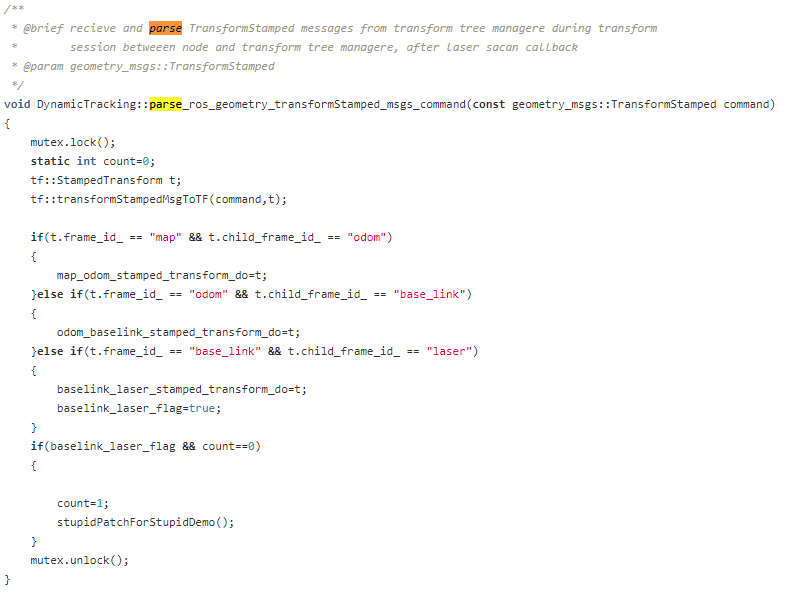 /**
 * @brief recieve and parse TransformStamped messages from transform tree managere during transform
 *        session betweeen node and transform tree managere, after laser sacan callback
 * @param geometry_msgs::TransformStamped
 */
void DynamicTracking::parse_ros_geometry_transformStamped_msgs_command(const geometry_msgs::TransformStamped command)
{
    mutex.lock();
    static int count=0;
    tf::StampedTransform t;
    tf::transformStampedMsgToTF(command,t);

    if(t.frame_id_ == "map" && t.child_frame_id_ == "odom")
    {
        map_odom_stamped_transform_do=t;
    }else if(t.frame_id_ == "odom" && t.child_frame_id_ == "base_link")
    {
        odom_baselink_stamped_transform_do=t;
    }else if(t.frame_id_ == "base_link" && t.child_frame_id_ == "laser")
    {
        baselink_laser_stamped_transform_do=t;
        baselink_laser_flag=true;
    }
    if(baselink_laser_flag && count==0)
    {

        count=1;
        stupidPatchForStupidDemo();
    }
    mutex.unlock();
}